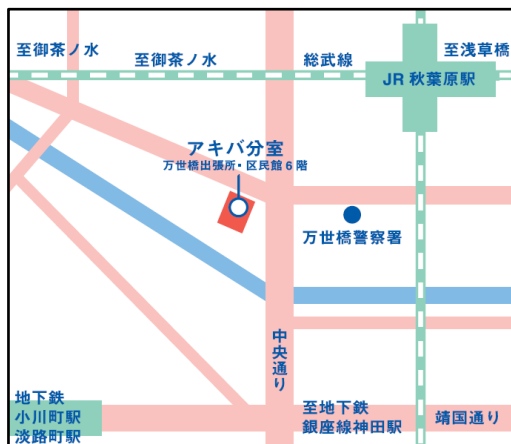 至御茶ノ水
至御茶ノ水
総武線
至浅草橋
JR 秋葉原駅
アキバ分室
万世橋出張所・区民館6階
万世橋警察署
中央通り
地下鉄
小川町駅
淡路町駅
至地下鉄
銀座線神田駅
靖国通り